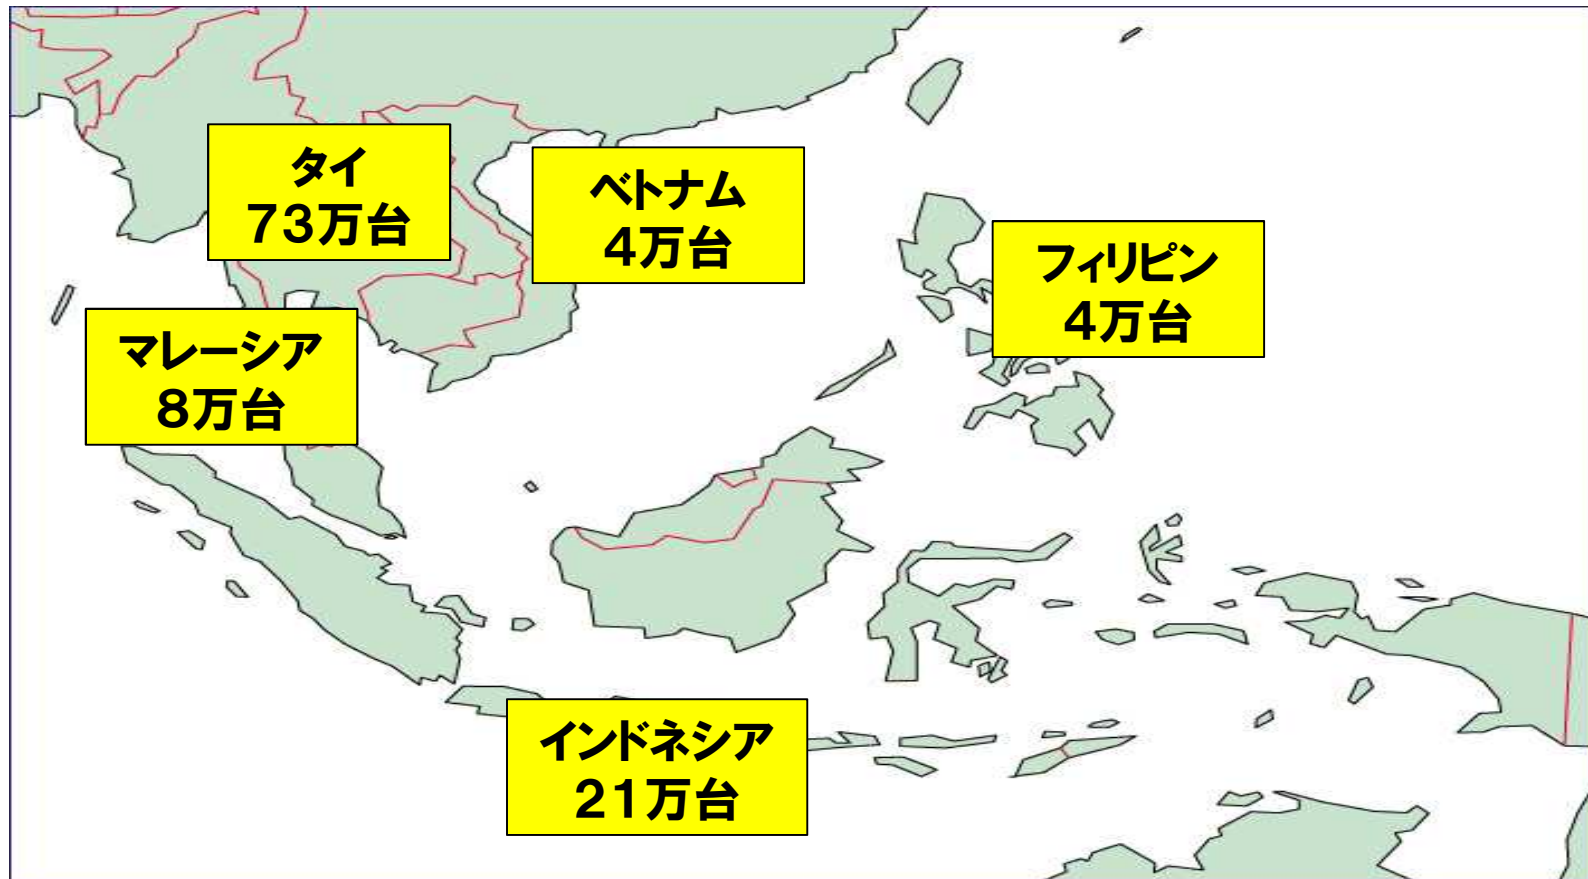 タイ
７３万台
ベトナム
４万台
フィリピン
４万台
マレーシア
８万台
インドネシア
２１万台